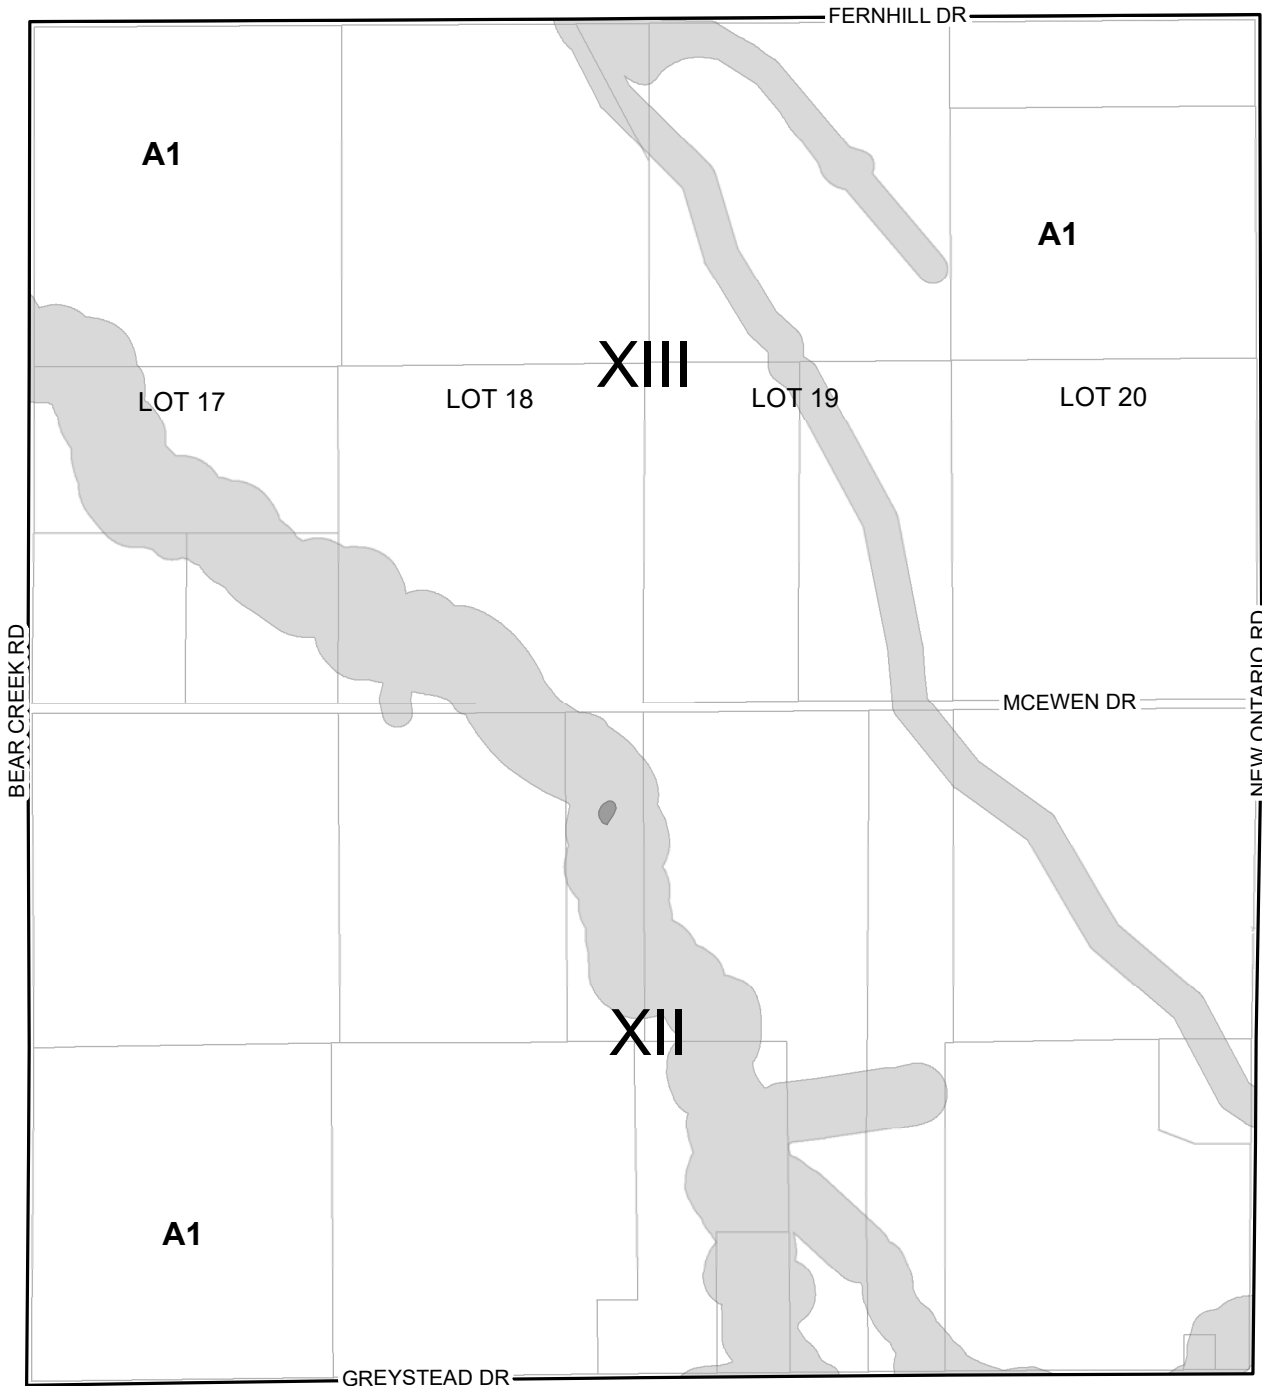 FERNHILL DR
A1
A1
XIII
LOT 17
LOT 18
LOT 19
LOT 20
BEAR CREEK RD
MCEWEN DR
NEW ONTARIO RD
XII
A1
GREYSTEAD DR